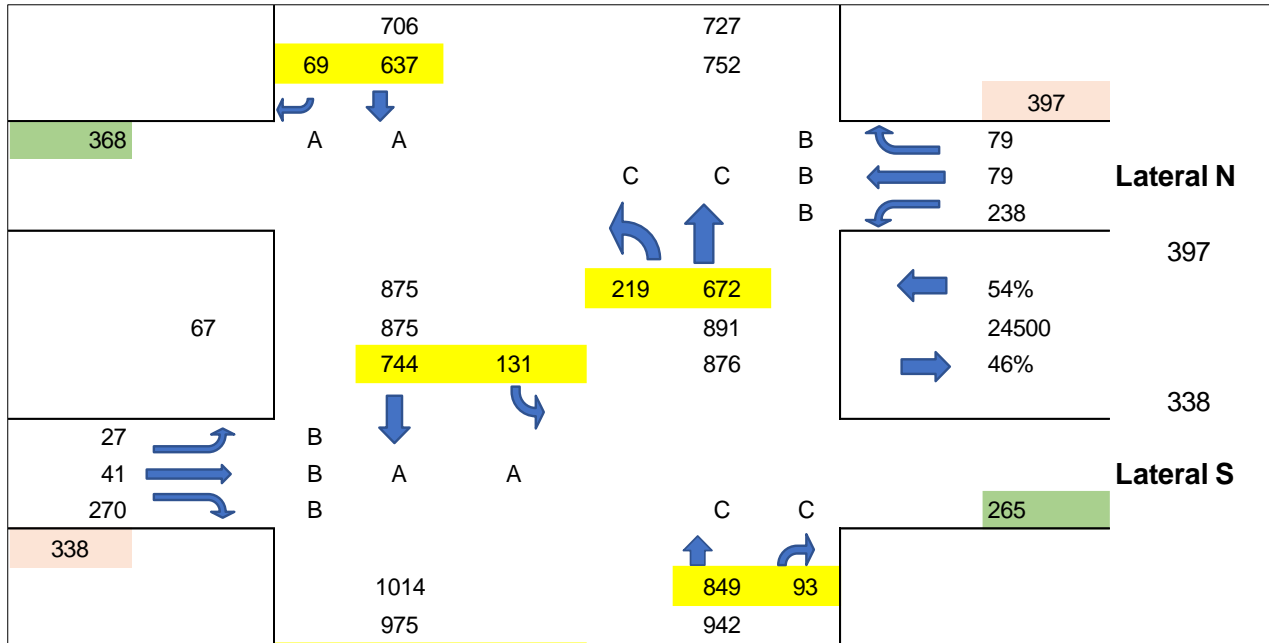 706 727
69 637 752
397
368 A A B 79
C C B 79 Lateral N
B 238
397
875 219 672 54%
67 875 891 24500
744 131 876 46%
338
27 B
41 B A A Lateral S
270 B C C 265
338
1014 849 93
975 942